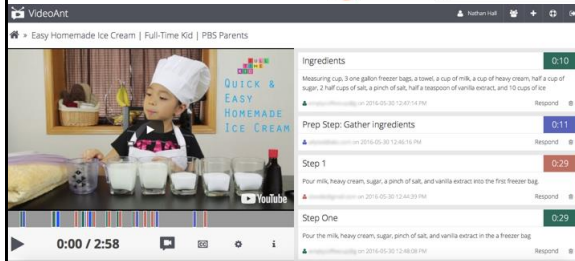 VideoAnt
Nathan Hall
» Easy Homemade Ice Cream | Full-Time Kid | PBS Parents
QUICK &
EASY
HOMEMADE
ICE CREAM
YouTube
0:00 / 2:58
CC
i
Ingredients 0:10
Measuring cup, 3 one gallon freezer bags, a towel, a cup of milk, a cup of heavy cream, half a cup of
sugar, 2 half cups of salt, a pinch of salt, half a teaspoon of vanilla extract, and 10 cups of ice
on 2016-05-30 12:41:14 PM Respond
Prep Step: Gather ingredients 0:11
on 2016-05-30 12:46:16 PM Respond
Step 1 0:29
Pour milk, heavy cream, sugar, a pinch of salt, and vanilla extract into the first freezer bag.
on 2016-05-30 12:44:39 PM Respond
Step One 0:29
Pour the milk, heavy cream, sugar, pinch of salt, and vanilla extract in the a freezer bag
on 2016-05-30 12:48:08 PM Respond